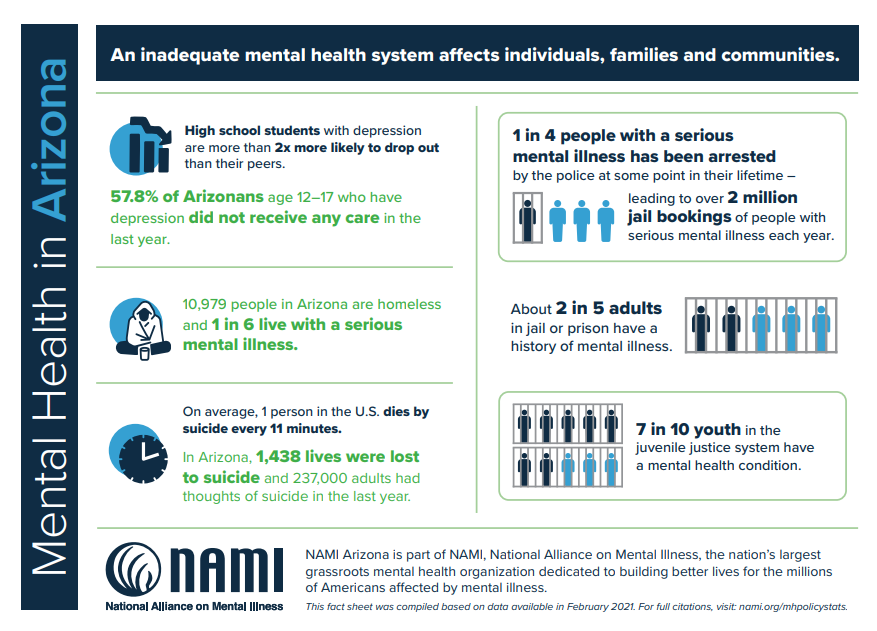 Mental Health in Arizona
An inadequate mental health system affects individuals, families and communities.
High school students with depression
are more than 2x more likely to drop out
than their peers.
57.8% of Arizonans age 12–17 who have
depression did not receive any care in the
last year.
10,979 people in Arizona are homeless
and 1 in 6 live with a serious
mental illness.
On average, 1 person in the U.S. dies by
suicide every 11 minutes.
In Arizona, 1,438 lives were lost
to suicide and 237,000 adults had
thoughts of suicide in the last year.
1 in 4 people with a serious
mental illness has been arrested
by the police at some point in their lifetime –
leading to over 2 million
jail bookings of people with
serious mental illness each year.
About 2 in 5 adults
in jail or prison have a
history of mental illness.
7 in 10 youth in the
juvenile justice system have
a mental health condition.
NAMI
National Alliance on Mental Illness
NAMI Arizona is part of NAMI, National Alliance on Mental Illness, the nation's largest
grassroots mental health organization dedicated to building better lives for the millions
of Americans affected by mental illness.
This fact sheet was compiled based on data available in February 2021. For full citations, visit: nami.org/mhpolicystats.